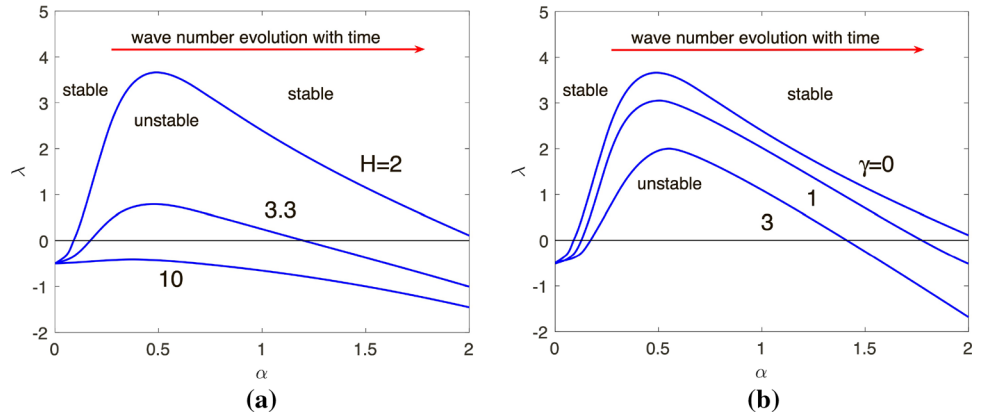 wave number evolution with time
stable
stable
unstable
H=2
3.3
10
λ
5
4
3
2
1
0
-1
-2
0
0.5
1
1.5
2
α
(a)
wave number evolution with time
stable
stable
unstable
γ=0
1
3
λ
5
4
3
2
1
0
-1
-2
0
0.5
1
1.5
2
α
(b)